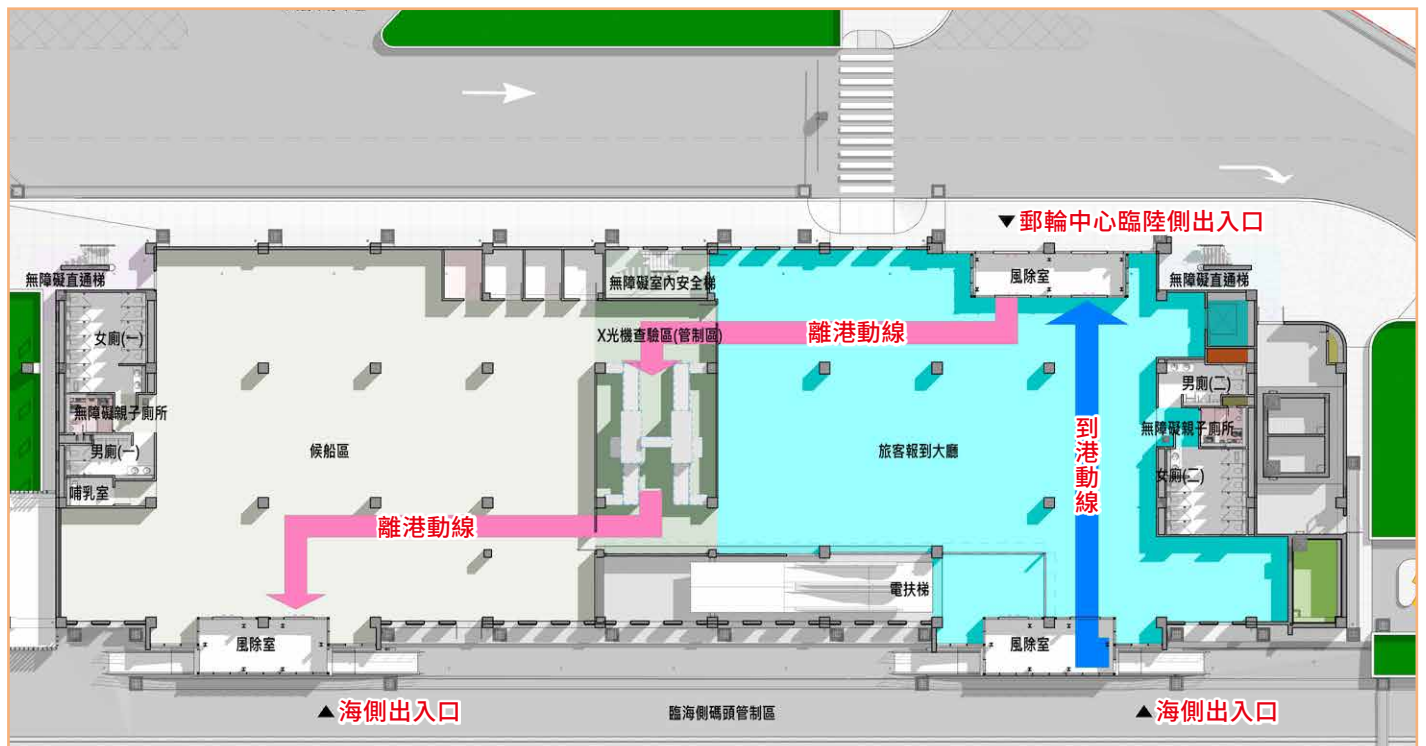 ▼郵輪中心臨陸側出入口
無障礙直通梯
無障礙室內安全梯
風除室
無障礙直通梯
女廁(一)
X光機查驗區(管制區)
離港動線
無障礙親子廁所
男廁(一)
哺乳室
候船區
旅客報到大廳
到港動線
男廁(二)
無障礙親子廁所
女廁(二)
離港動線
電扶梯
風除室
風除室
▲海側出入口
臨海側碼頭管制區
▲海側出入口